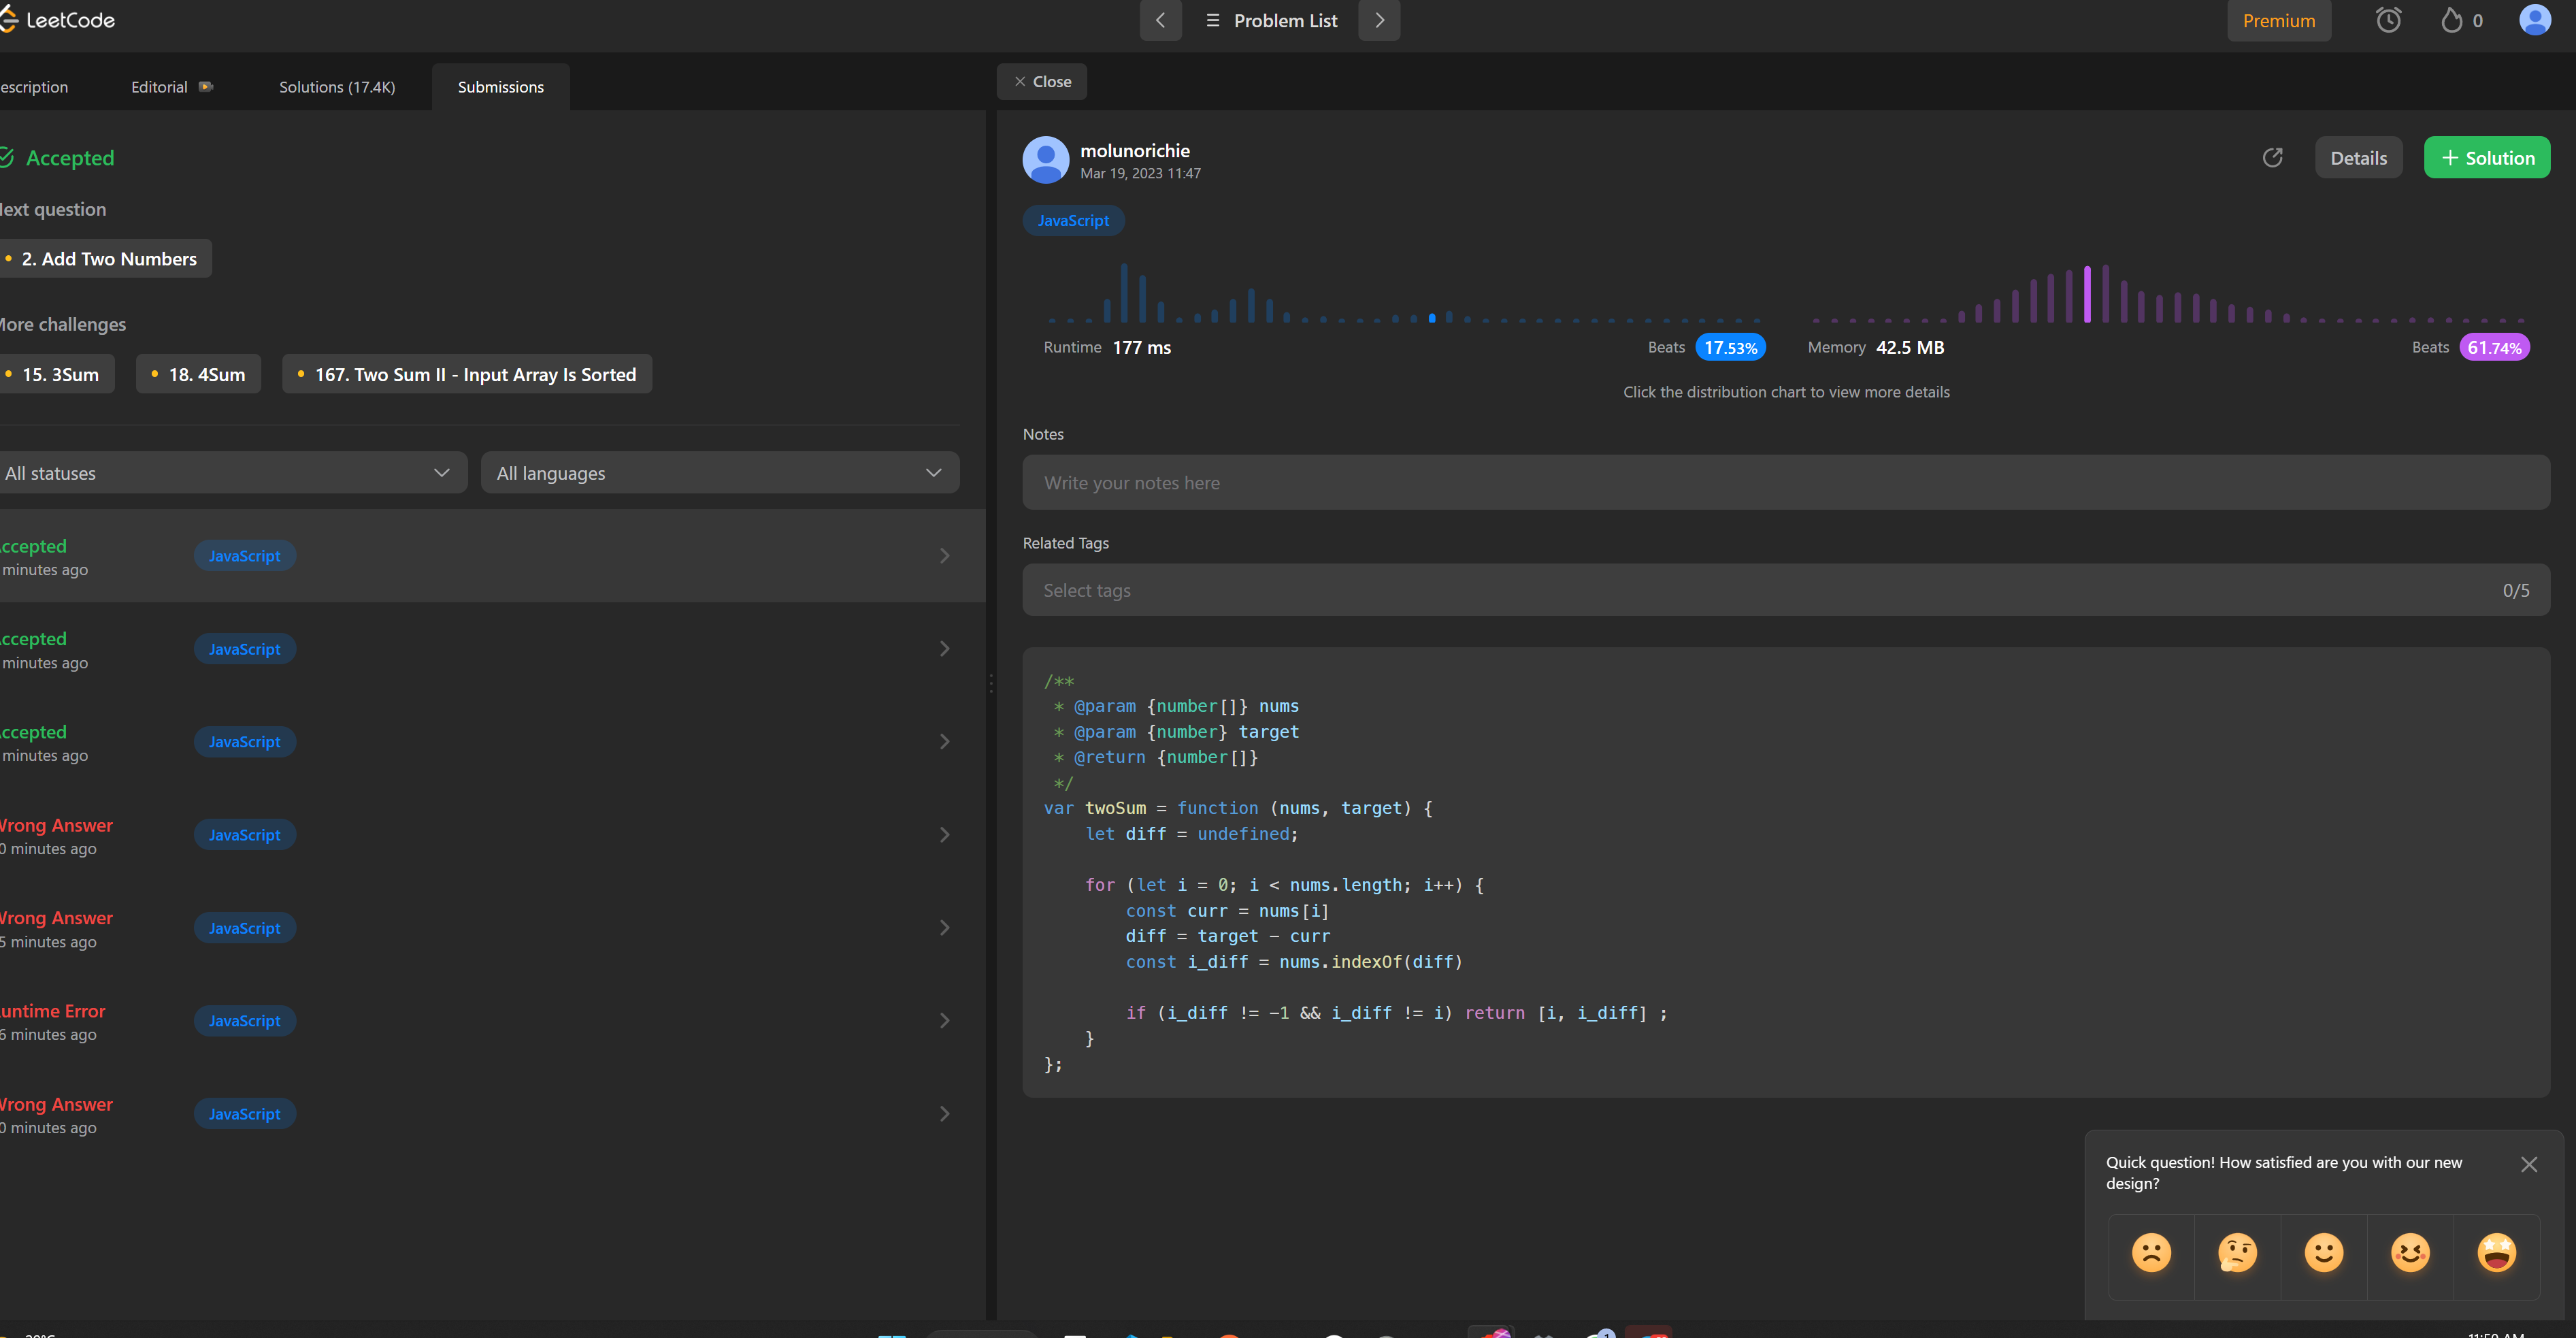 LeetCode
Problem List
Premium
0
escription
Editorial
Solutions (17.4K)
Submissions
Close
Accepted
ext question
2. Add Two Numbers
ore challenges
15. 3Sum
18. 4Sum
167. Two Sum II - Input Array Is Sorted
All statuses
All languages
ccepted
minutes ago
JavaScript
ccepted
minutes ago
JavaScript
ccepted
minutes ago
JavaScript
Wrong Answer
0 minutes ago
JavaScript
Wrong Answer
5 minutes ago
JavaScript
untime Error
6 minutes ago
JavaScript
Wrong Answer
0 minutes ago
JavaScript
molunorichie
Mar 19, 2023 11:47
Details
+ Solution
JavaScript
Runtime 177 ms
Beats 17.53%
Memory 42.5 MB
Beats 61.74%
Click the distribution chart to view more details
Notes
Write your notes here
Related Tags
Select tags
0/5
/**
 * @param {number[]} nums
 * @param {number} target
 * @return {number[]}
 */
var twoSum = function (nums, target) {
    let diff = undefined;
    for (let i = 0; i < nums.length; i++) {
        const curr = nums[i]
        diff = target - curr
        const i_diff = nums.indexOf(diff)
        if (i_diff != -1 && i_diff != i) return [i, i_diff] ;
    }
};
Quick question! How satisfied are you with our new
design?